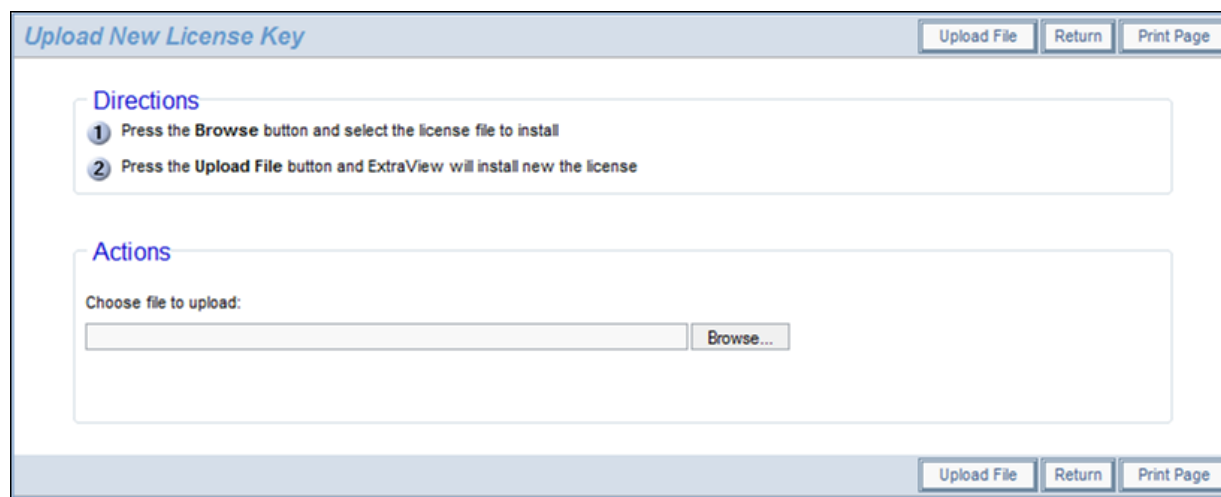 Upload New License Key
Upload File Return Print Page
Directions
1 Press the Browse button and select the license file to install
2 Press the Upload File button and ExtraView will install new the license
Actions
Choose file to upload:
Browse...
Upload File Return Print Page